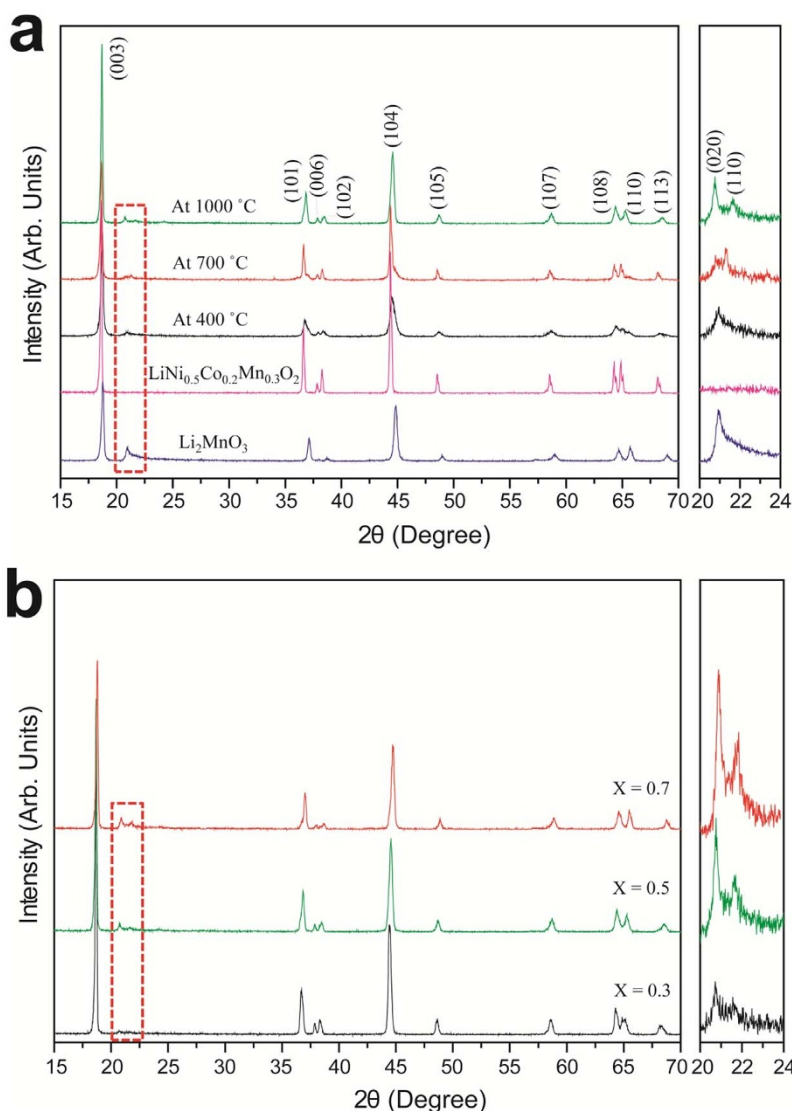 a
(003)
(101)
(006)
(102)
(104)
(105)
(107)
(108)
(110)
(113)
(020)
(110)
At 1000 ˚C
At 700 ˚C
At 400 ˚C
LiNi0.5Co0.2Mn0.3O2
Li2MnO3
Intensity (Arb. Units)
15 20 25 30 35 40 45 50 55 60 65 70
20 22 24
2θ (Degree)
b
X = 0.7
X = 0.5
X = 0.3
Intensity (Arb. Units)
15 20 25 30 35 40 45 50 55 60 65 70
20 22 24
2θ (Degree)